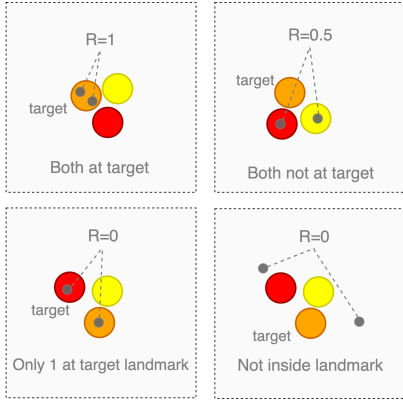 R=1
target
Both at target
R=0.5
target
Both not at target
R=0
target
Only 1 at target landmark
R=0
target
Not inside landmark